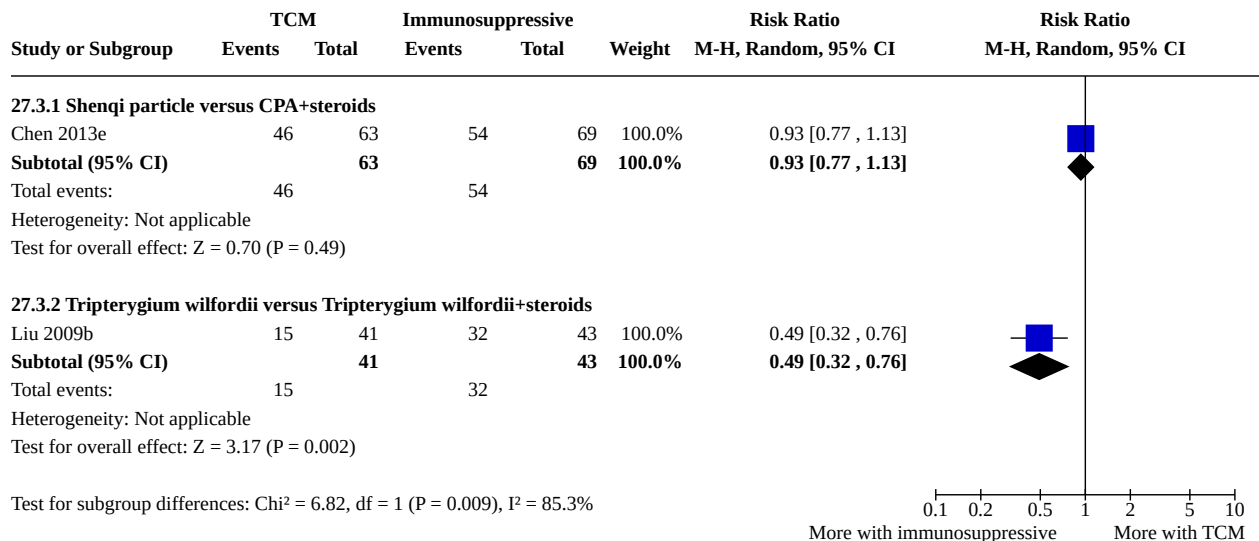 TCM Immunosuppressive Risk Ratio Risk Ratio
Study or Subgroup Events Total Events Total Weight M-H, Random, 95% CI M-H, Random, 95% CI
27.3.1 Shenqi particle versus CPA+steroids
Chen 2013e 46 63 54 69 100.0% 0.93 [0.77 , 1.13]
Subtotal (95% CI) 63 69 100.0% 0.93 [0.77 , 1.13]
Total events: 46 54
Heterogeneity: Not applicable
Test for overall effect: Z = 0.70 (P = 0.49)
27.3.2 Tripterygium wilfordii versus Tripterygium wilfordii+steroids
Liu 2009b 15 41 32 43 100.0% 0.49 [0.32 , 0.76]
Subtotal (95% CI) 41 43 100.0% 0.49 [0.32 , 0.76]
Total events: 15 32
Heterogeneity: Not applicable
Test for overall effect: Z = 3.17 (P = 0.002)
Test for subgroup differences: Chi² = 6.82, df = 1 (P = 0.009), I² = 85.3%
0.1 0.2 0.5 1 2 5 10
More with immunosuppressive More with TCM